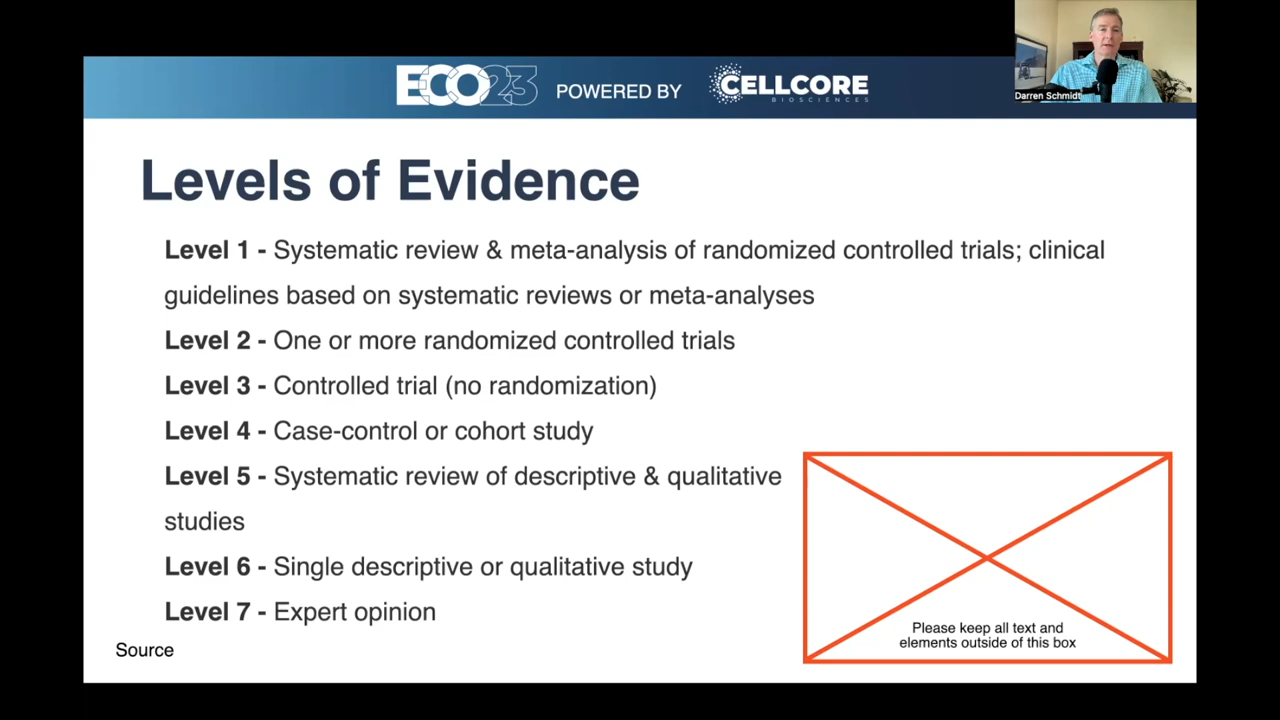 ECO23 POWERED BY CELLCORE
BIOSCIENCES
Darren Schmidt
Levels of Evidence
Level 1 - Systematic review & meta-analysis of randomized controlled trials; clinical
guidelines based on systematic reviews or meta-analyses
Level 2 - One or more randomized controlled trials
Level 3 - Controlled trial (no randomization)
Level 4 - Case-control or cohort study
Level 5 - Systematic review of descriptive & qualitative
studies
Level 6 - Single descriptive or qualitative study
Level 7 - Expert opinion
Please keep all text and
elements outside of this box
Source